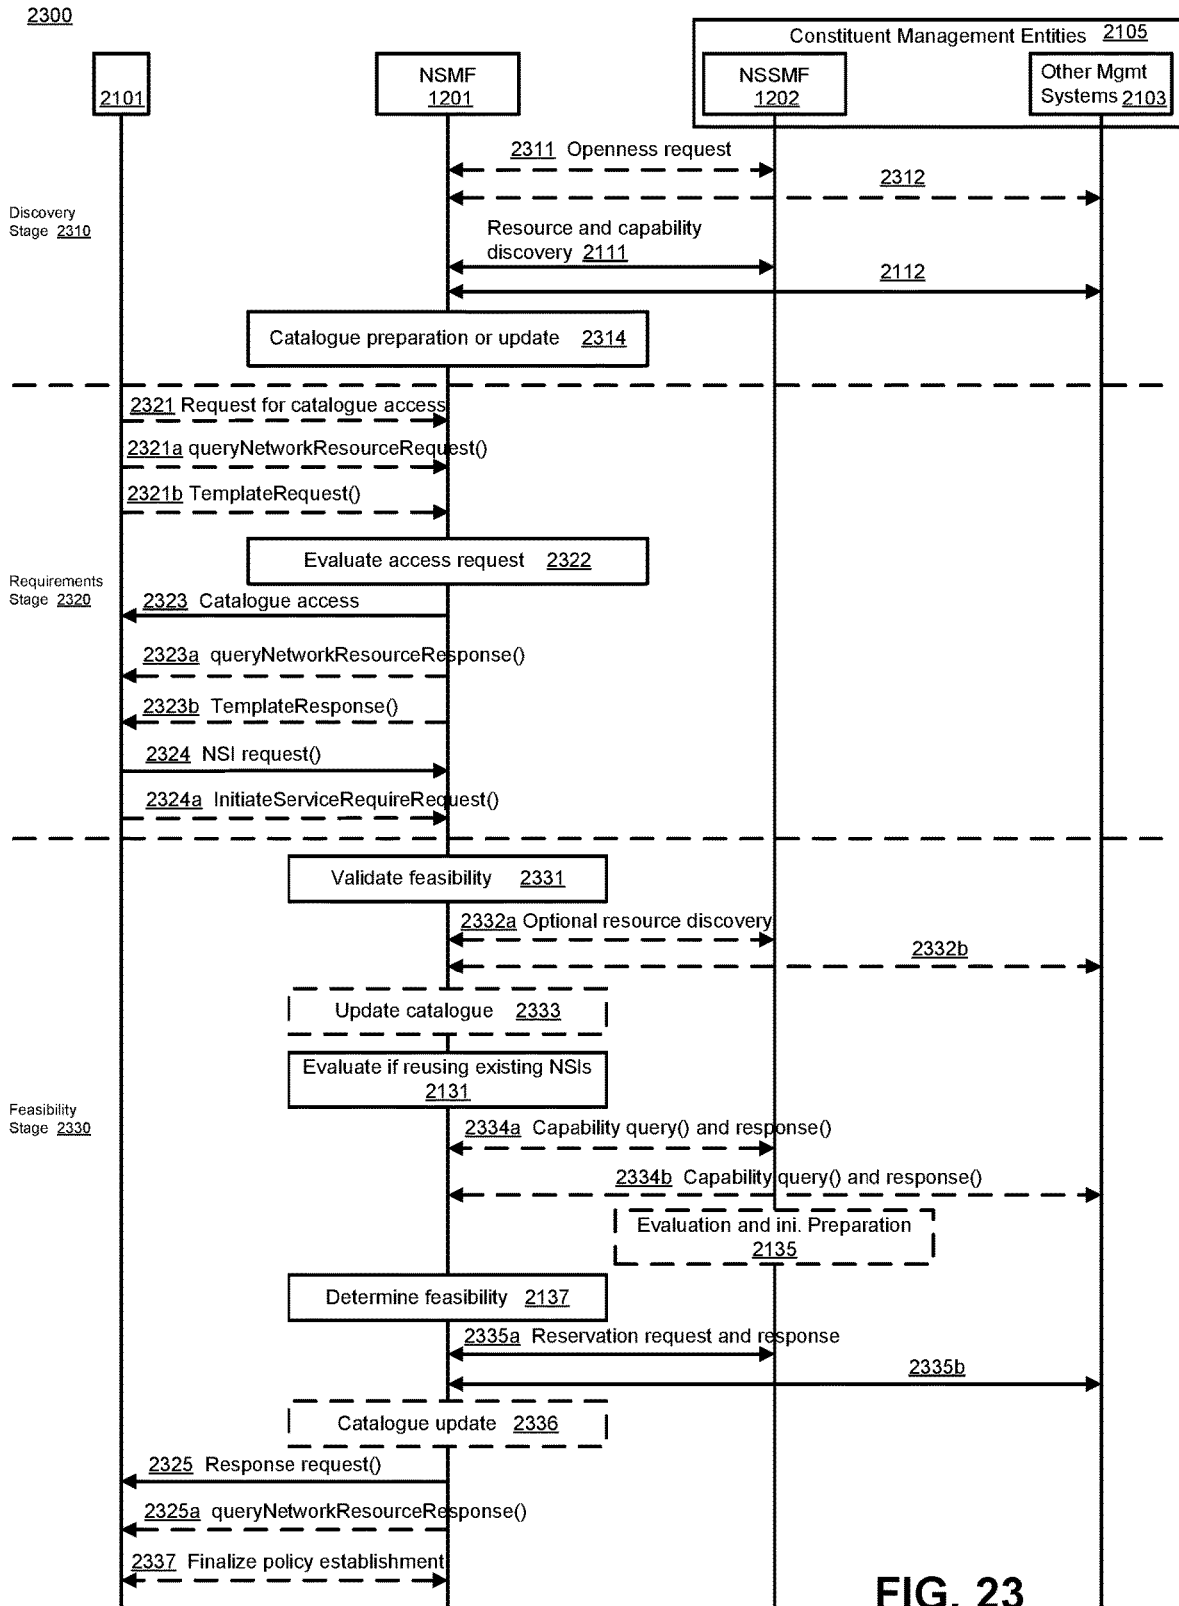 2300
Constituent Management Entities 2105
2101
NSMF
1201
NSSMF
1202
Other Mgmt
Systems 2103
2311 Openness request
2312
Discovery
Stage 2310
Resource and capability
discovery 2111
2112
Catalogue preparation or update 2314
2321 Request for catalogue access
2321a queryNetworkResourceRequest()
2321b TemplateRequest()
Evaluate access request 2322
Requirements
Stage 2320
2323 Catalogue access
2323a queryNetworkResourceResponse()
2323b TemplateResponse()
2324 NSI request()
2324a InitiateServiceRequireRequest()
Validate feasibility 2331
2332a Optional resource discovery
2332b
Update catalogue 2333
Evaluate if reusing existing NSIs
2131
Feasibility
Stage 2330
2334a Capability query() and response()
2334b Capability query() and response()
Evaluation and ini. Preparation
2135
Determine feasibility 2137
2335a Reservation request and response
2335b
Catalogue update 2336
2325 Response request()
2325a queryNetworkResourceResponse()
2337 Finalize policy establishment
FIG. 23